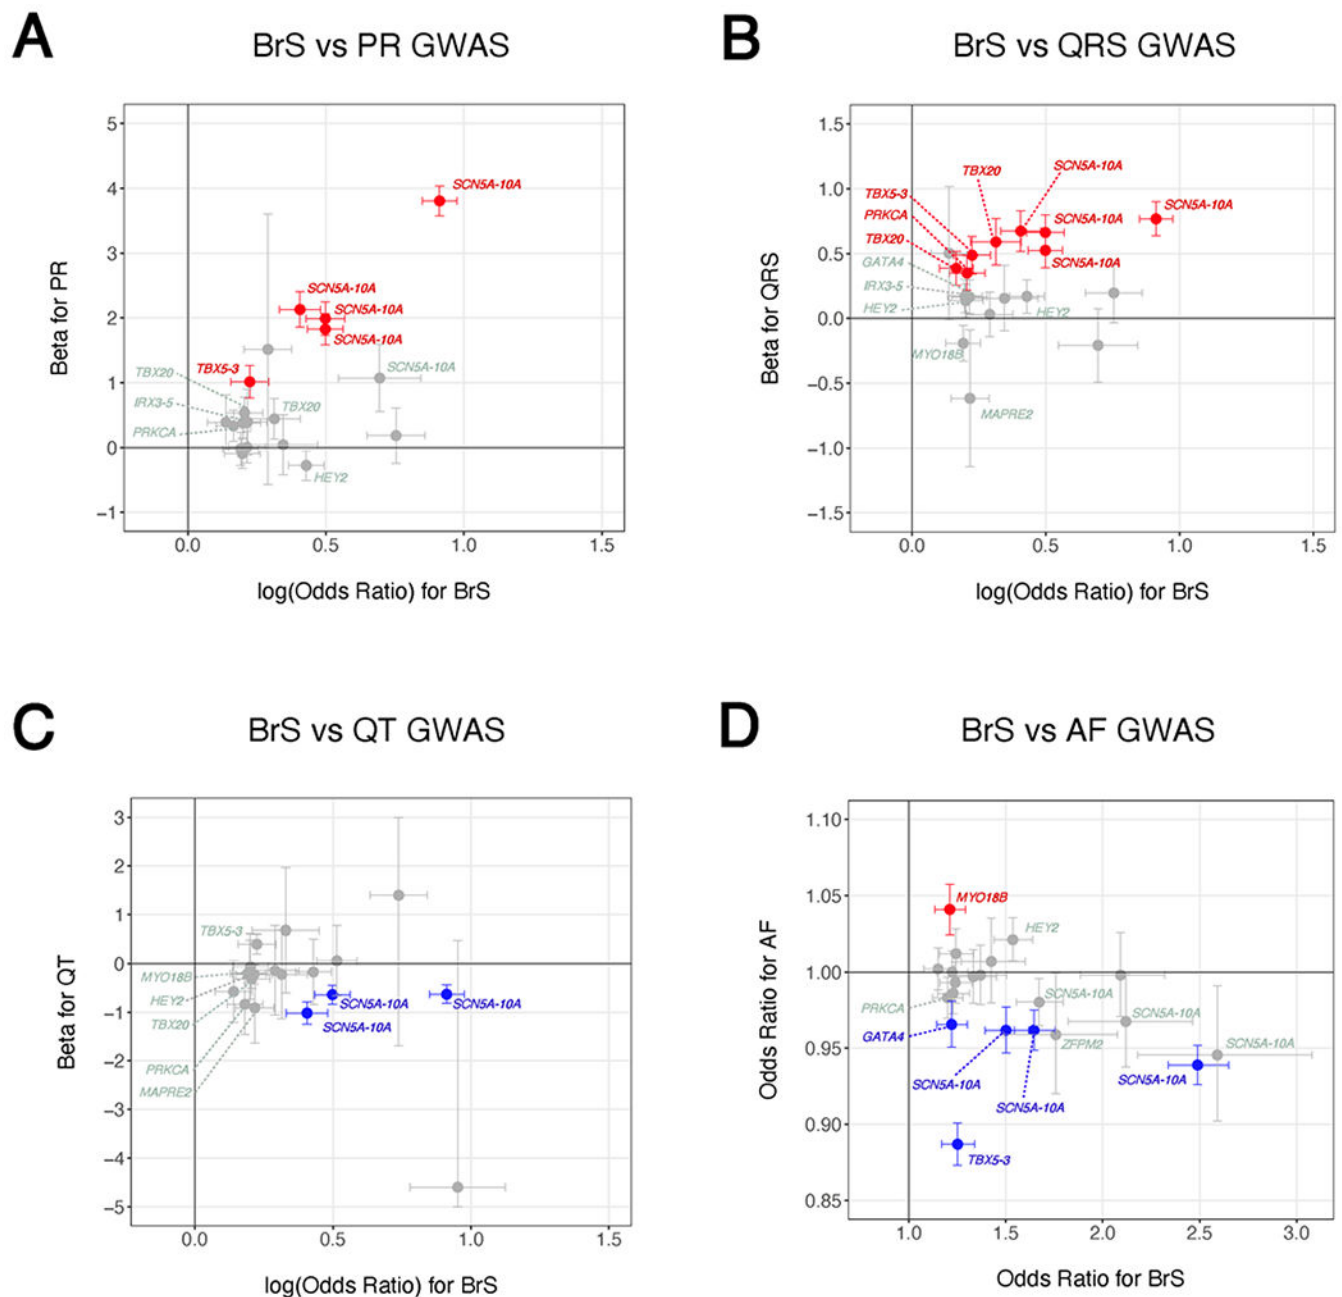 A
BrS vs PR GWAS
5
4
3
2
1
0
−1
Beta for PR
SCN5A-10A
SCN5A-10A
SCN5A-10A
SCN5A-10A
TBX5-3
SCN5A-10A
TBX20
IRX3-5
TBX20
PRKCA
HEY2
0.0 0.5 1.0 1.5
log(Odds Ratio) for BrS
B
BrS vs QRS GWAS
1.5
1.0
0.5
0.0
−0.5
−1.0
−1.5
Beta for QRS
SCN5A-10A
TBX20
TBX5-3
SCN5A-10A
PRKCA
SCN5A-10A
TBX20
SCN5A-10A
GATA4
IRX3-5
HEY2
HEY2
MYO18B
MAPRE2
0.0 0.5 1.0 1.5
log(Odds Ratio) for BrS
C
BrS vs QT GWAS
3
2
1
0
−1
−2
−3
−4
−5
Beta for QT
TBX5-3
MYO18B
HEY2
SCN5A-10A
SCN5A-10A
TBX20
SCN5A-10A
PRKCA
MAPRE2
0.0 0.5 1.0 1.5
log(Odds Ratio) for BrS
D
BrS vs AF GWAS
1.10
1.05
1.00
0.95
0.90
0.85
Odds Ratio for AF
MYO18B
HEY2
PRKCA
SCN5A-10A
SCN5A-10A
GATA4
ZFPM2
SCN5A-10A
SCN5A-10A
SCN5A-10A
SCN5A-10A
TBX5-3
1.0 1.5 2.0 2.5 3.0
Odds Ratio for BrS